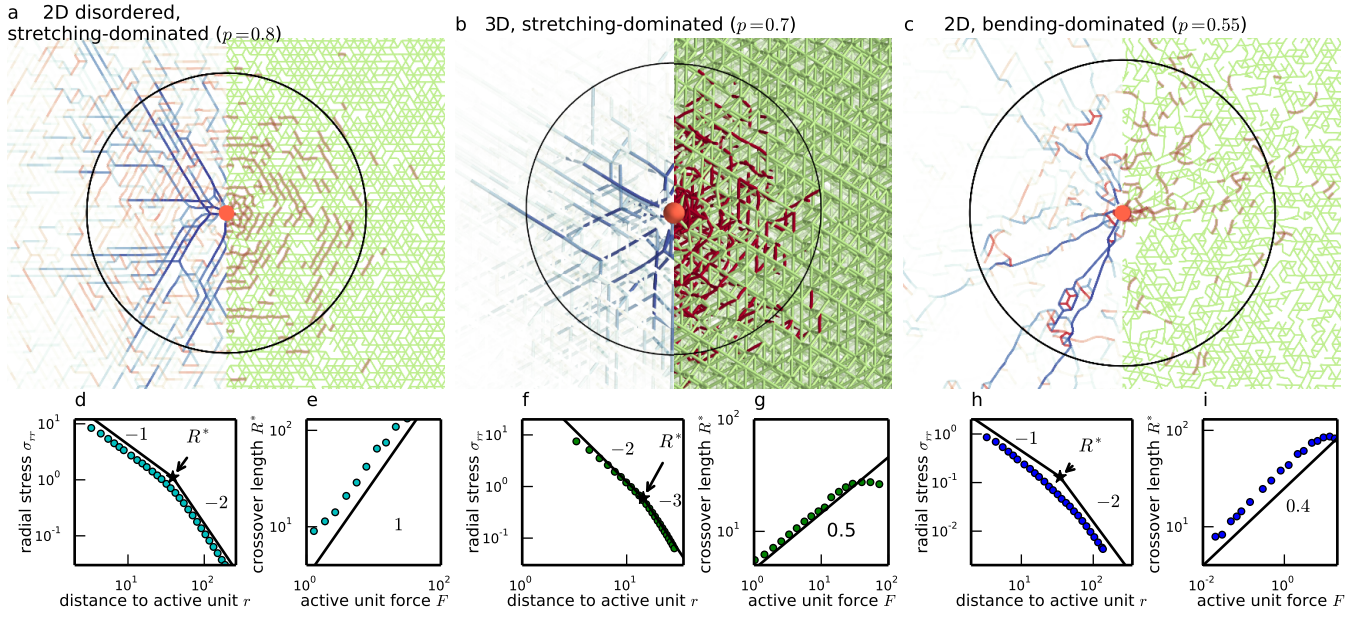 a 2D disordered,
stretching-dominated (p=0.8)
b 3D, stretching-dominated (p=0.7)
c 2D, bending-dominated (p=0.55)
d
radial stress σrr
10^1
10^0
10^-1
−1
R*
−2
10^1
10^2
distance to active unit r
e
crossover length R*
10^2
10^1
1
10^0
10^2
active unit force F
f
radial stress σrr
10^1
10^0
10^-1
−2
R*
−3
10^0
10^1
distance to active unit r
g
crossover length R*
10^2
10^1
0.5
10^0
10^1
10^2
active unit force F
h
radial stress σrr
10^0
10^-1
10^-2
−1
R*
−2
10^1
10^2
distance to active unit r
i
crossover length R*
10^2
10^1
0.4
10^-2
10^0
active unit force F